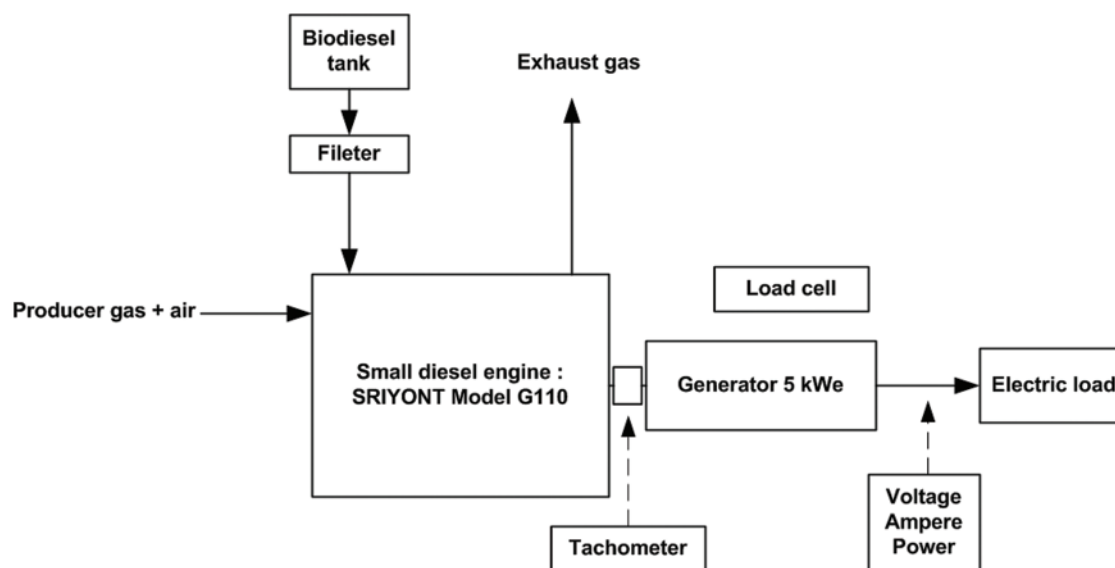 Biodiesel
tank
Exhaust gas
Fileter
Load cell
Producer gas + air
Small diesel engine :
SRIYONT Model G110
Generator 5 kWe
Electric load
Voltage
Ampere
Power
Tachometer